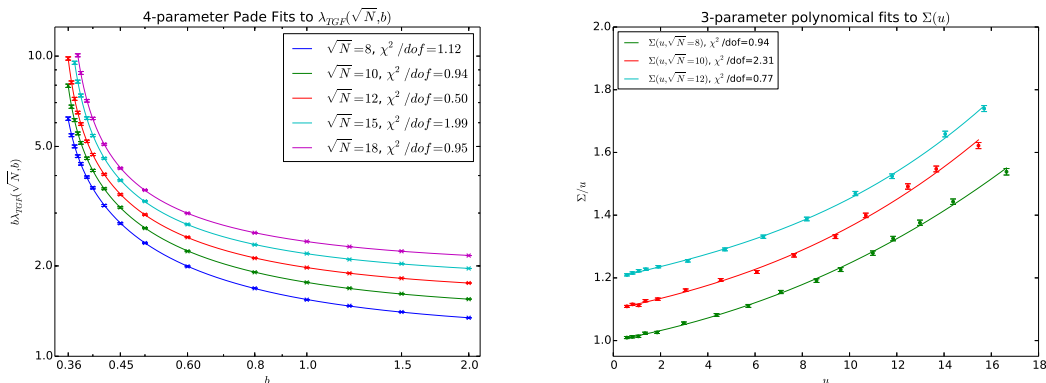 4-parameter Pade Fits to λ_TGF(√N,b)
bλ_TGF(√N,b)
10.0
5.0
2.0
1.0
√N=8, χ² /dof=1.12
√N=10, χ² /dof=0.94
√N=12, χ² /dof=0.50
√N=15, χ² /dof=1.99
√N=18, χ² /dof=0.95
0.36 0.45 0.60 0.8 1.0 1.5 2.0
b
3-parameter polynomical fits to Σ(u)
Σ/u
2.0
1.8
1.6
1.4
1.2
1.0
Σ(u,√N=8), χ² /dof=0.94
Σ(u,√N=10), χ² /dof=2.31
Σ(u,√N=12), χ² /dof=0.77
0 2 4 6 8 10 12 14 16 18
u